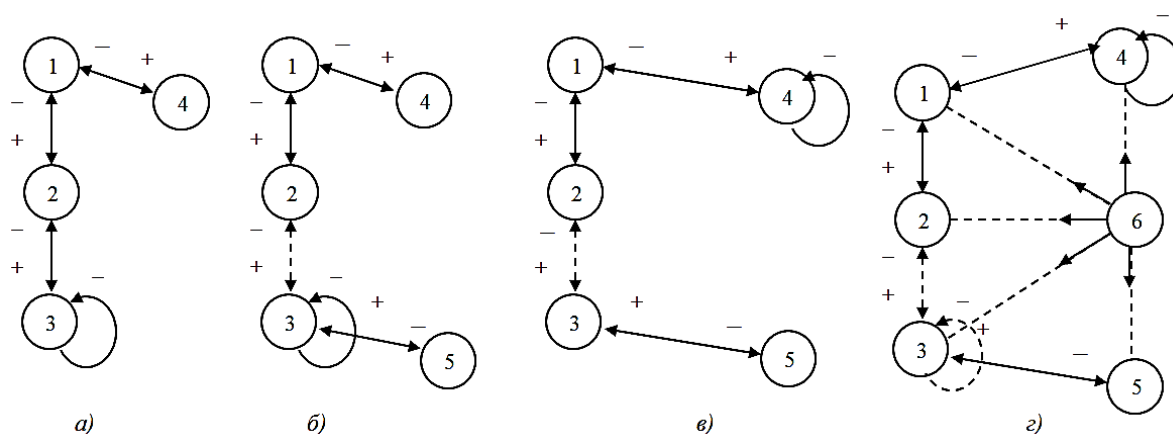 − + − + − + − + −
1 4 1 4 1 4 1 4
− − − −
+ + + +
2 2 2 2 6
− − − −
+ − + − + + − + − + −
3 3 3 3
5 5 5
а) б) в) г)